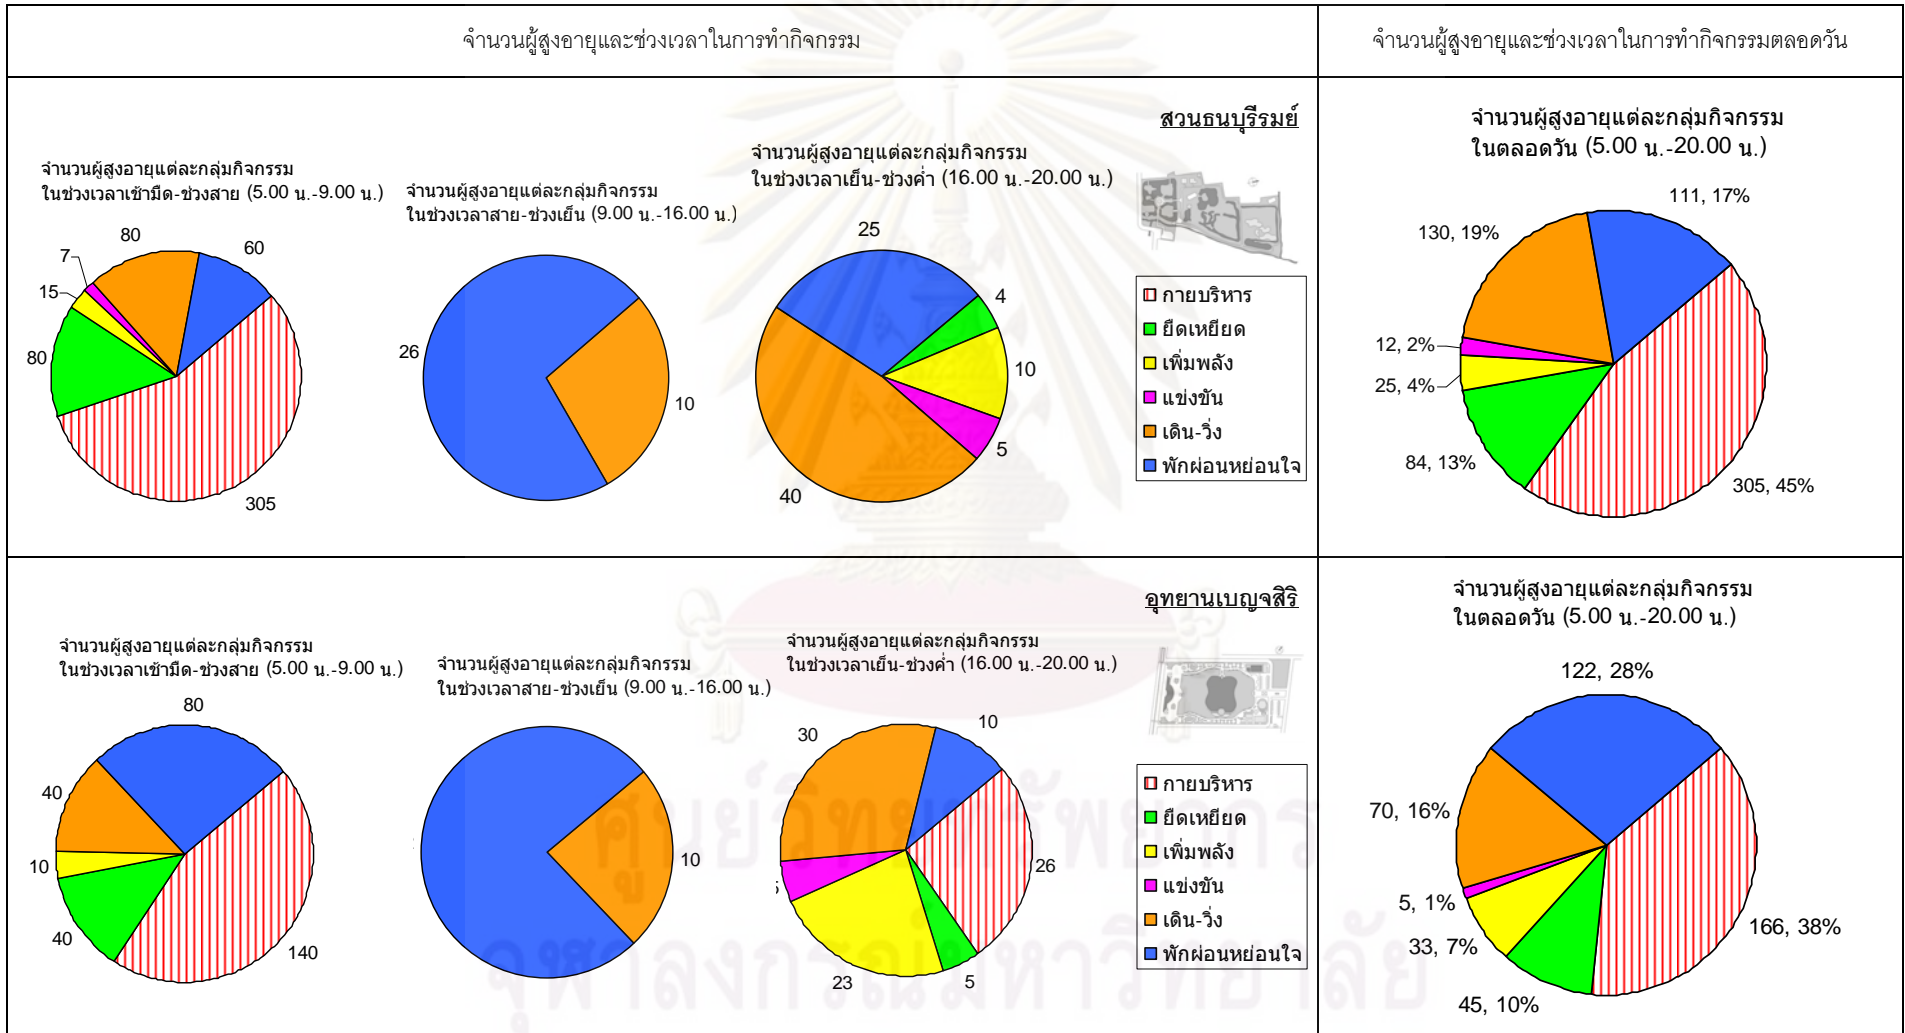 จำนวนผู้สูงอายุและช่วงเวลาในการทำกิจกรรม
จำนวนผู้สูงอายุและช่วงเวลาในการทำกิจกรรมตลอดวัน
สวนธนบุรีรมย์
จำนวนผู้สูงอายุแต่ละกลุ่มกิจกรรม
ในช่วงเวลาเช้ามืด-ช่วงสาย (5.00 น.-9.00 น.)
80
60
7
15
80
305
จำนวนผู้สูงอายุแต่ละกลุ่มกิจกรรม
ในช่วงเวลาสาย-ช่วงเย็น (9.00 น.-16.00 น.)
26
10
จำนวนผู้สูงอายุแต่ละกลุ่มกิจกรรม
ในช่วงเวลาเย็น-ช่วงค่ำ (16.00 น.-20.00 น.)
25
4
10
5
40
กายบริหาร
ยืดเหยียด
เพิ่มพลัง
แข่งขัน
เดิน-วิ่ง
พักผ่อนหย่อนใจ
จำนวนผู้สูงอายุแต่ละกลุ่มกิจกรรม
ในตลอดวัน (5.00 น.-20.00 น.)
111, 17%
130, 19%
12, 2%
25, 4%
84, 13%
305, 45%
อุทยานเบญจสิริ
จำนวนผู้สูงอายุแต่ละกลุ่มกิจกรรม
ในช่วงเวลาเช้ามืด-ช่วงสาย (5.00 น.-9.00 น.)
80
40
10
40
140
จำนวนผู้สูงอายุแต่ละกลุ่มกิจกรรม
ในช่วงเวลาสาย-ช่วงเย็น (9.00 น.-16.00 น.)
10
จำนวนผู้สูงอายุแต่ละกลุ่มกิจกรรม
ในช่วงเวลาเย็น-ช่วงค่ำ (16.00 น.-20.00 น.)
30
10
26
5
23
5
กายบริหาร
ยืดเหยียด
เพิ่มพลัง
แข่งขัน
เดิน-วิ่ง
พักผ่อนหย่อนใจ
จำนวนผู้สูงอายุแต่ละกลุ่มกิจกรรม
ในตลอดวัน (5.00 น.-20.00 น.)
122, 28%
70, 16%
5, 1%
33, 7%
45, 10%
166, 38%
ศูนย์วิทยทรัพยากร
จุฬาลงกรณ์มหาวิทยาลัย